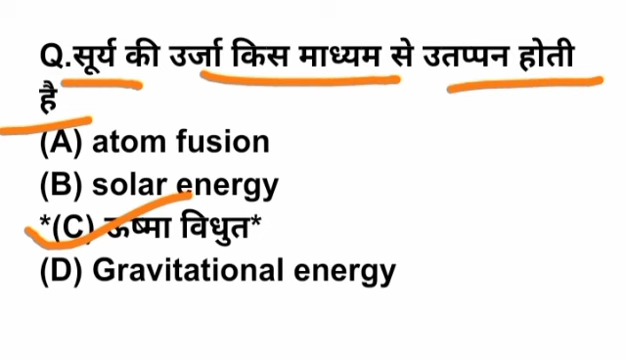 Q.सूर्य की उर्जा किस माध्यम से उतप्पन होती
है
(A) atom fusion
(B) solar energy
*(C) ऊष्मा विधुत*
(D) Gravitational energy